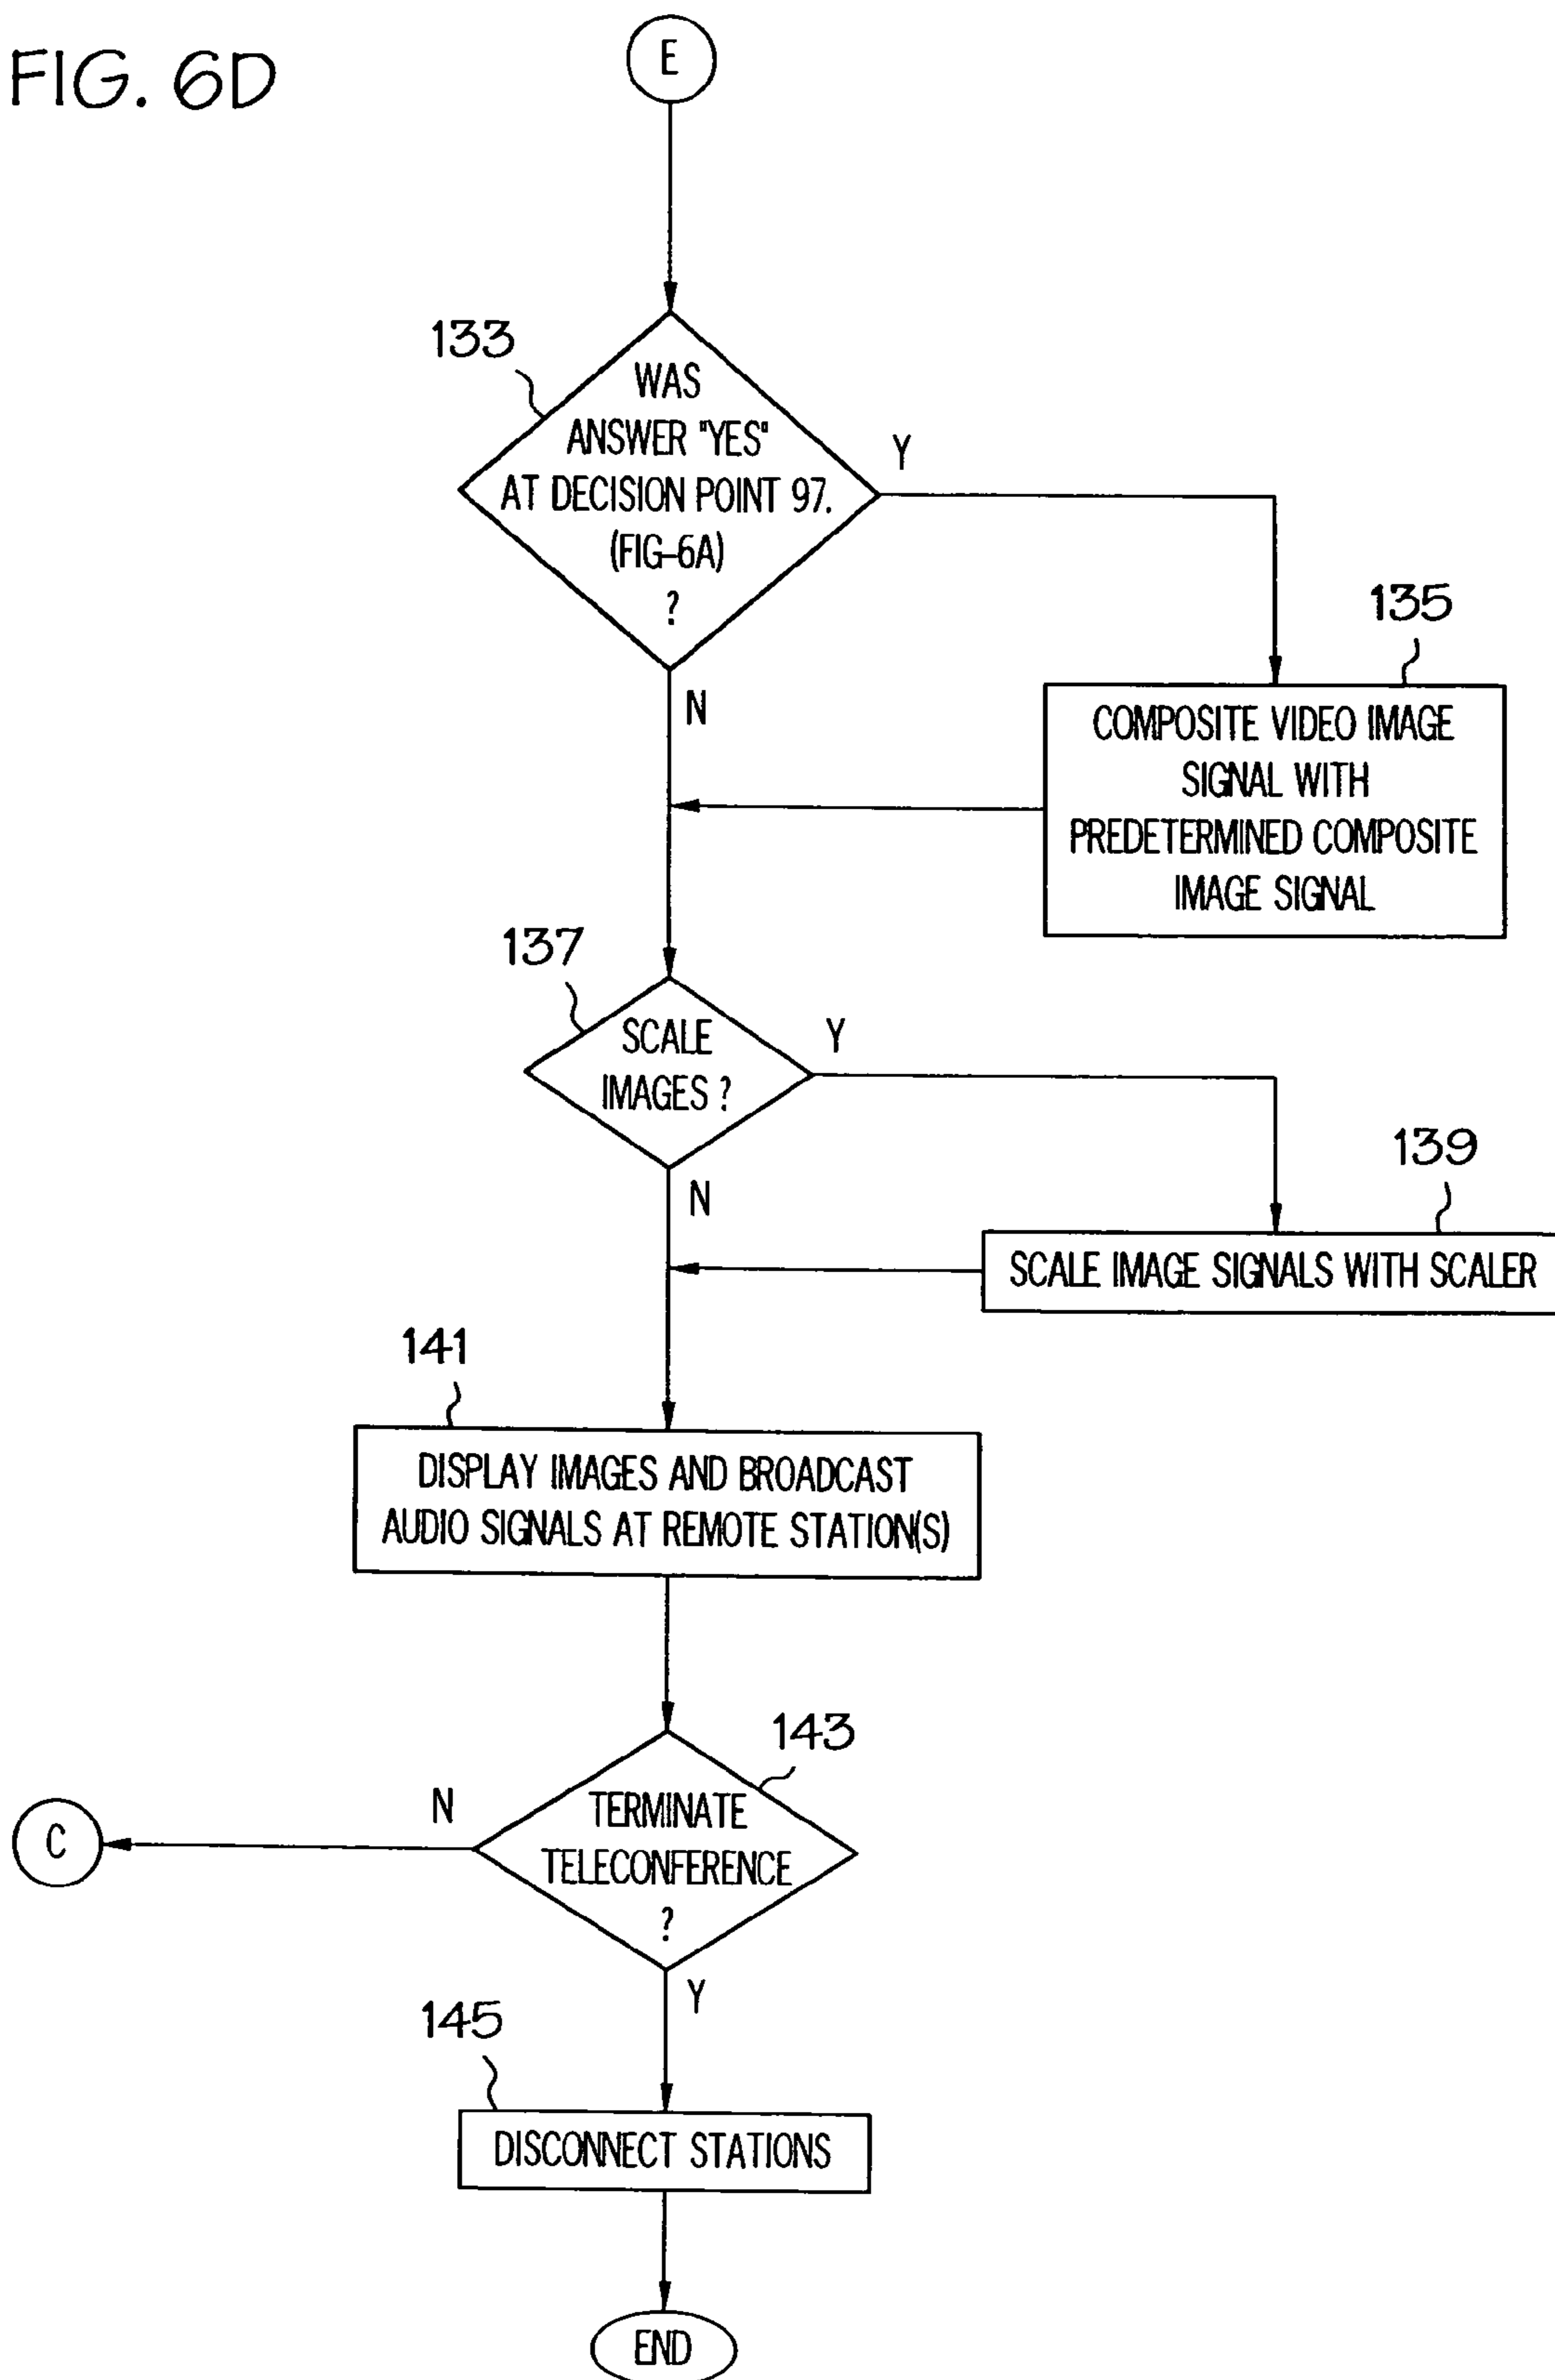 FIG. 6D
E
133
WAS
ANSWER "YES"
AT DECISION POINT 97.
(FIG-6A)
?
Y
N
135
COMPOSITE VIDEO IMAGE
SIGNAL WITH
PREDETERMINED COMPOSITE
IMAGE SIGNAL
137
SCALE
IMAGES ?
Y
N
139
SCALE IMAGE SIGNALS WITH SCALER
141
DISPLAY IMAGES AND BROADCAST
AUDIO SIGNALS AT REMOTE STATION(S)
143
TERMINATE
TELECONFERENCE
?
N
C
Y
145
DISCONNECT STATIONS
END